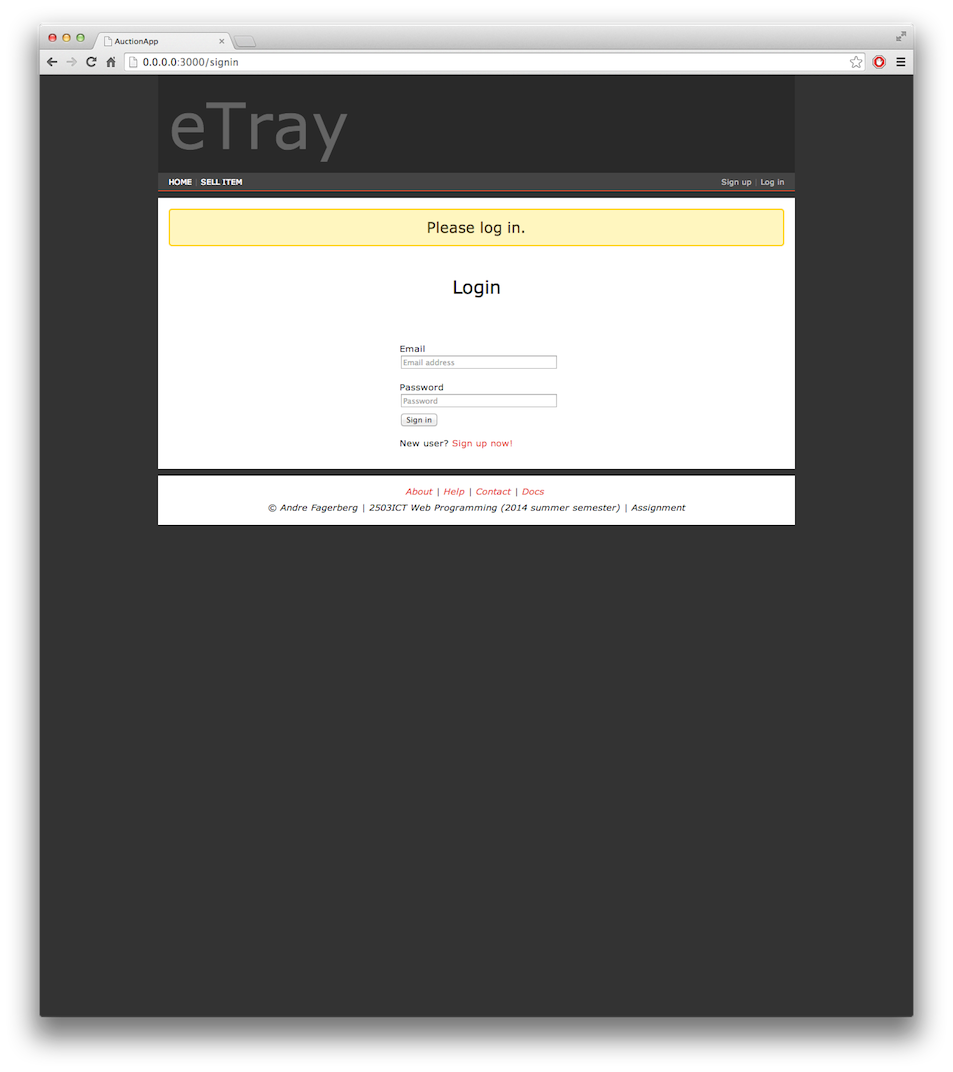 AuctionApp
0.0.0.0:3000/signin
eTray
HOME | SELL ITEM
Sign up | Log in
Please log in.
Login
Email
Email address
Password
Password
Sign in
New user? Sign up now!
About | Help | Contact | Docs
© Andre Fagerberg | 2503ICT Web Programming (2014 summer semester) | Assignment